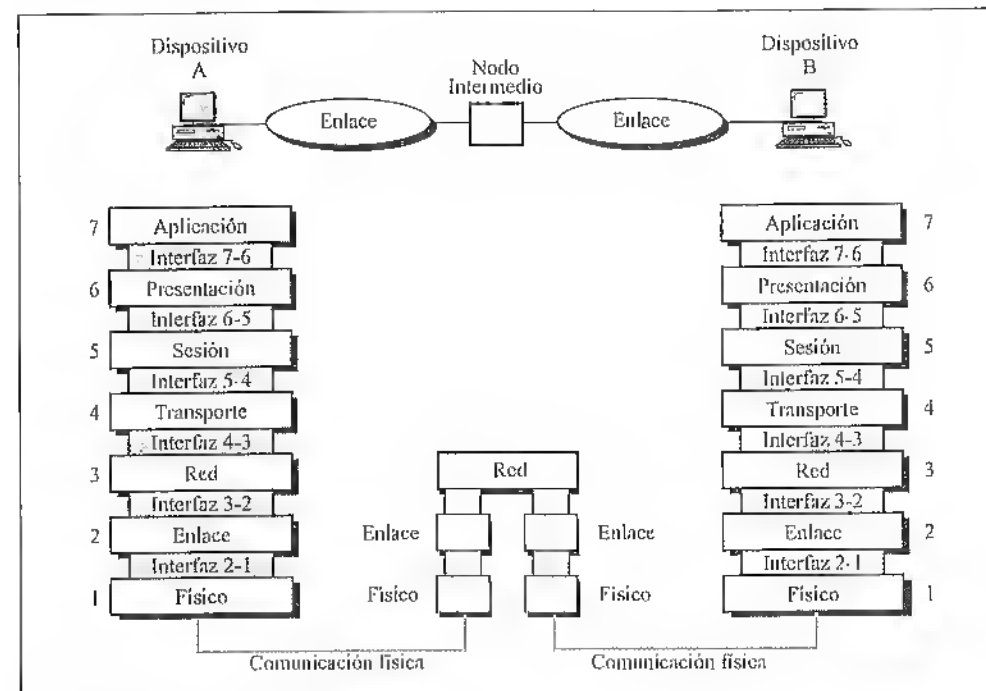 Dispositivo
A
Nodo
Intermedio
Dispositivo
B
Enlace
Enlace
7 Aplicación
Interfaz 7-6
6 Presentación
Interfaz 6-5
5 Sesión
Interfaz 5-4
4 Transporte
Interfaz 4-3
3 Red
Interfaz 3-2
2 Enlace
Interfaz 2-1
1 Físico
Red
Enlace Enlace
Físico Físico
Aplicación 7
Interfaz 7-6
Presentación 6
Interfaz 6-5
Sesión 5
Interfaz 5-4
Transporte 4
Interfaz 4-3
Red 3
Interfaz 3-2
Enlace 2
Interfaz 2-1
Físico 1
Comunicación física
Comunicación física